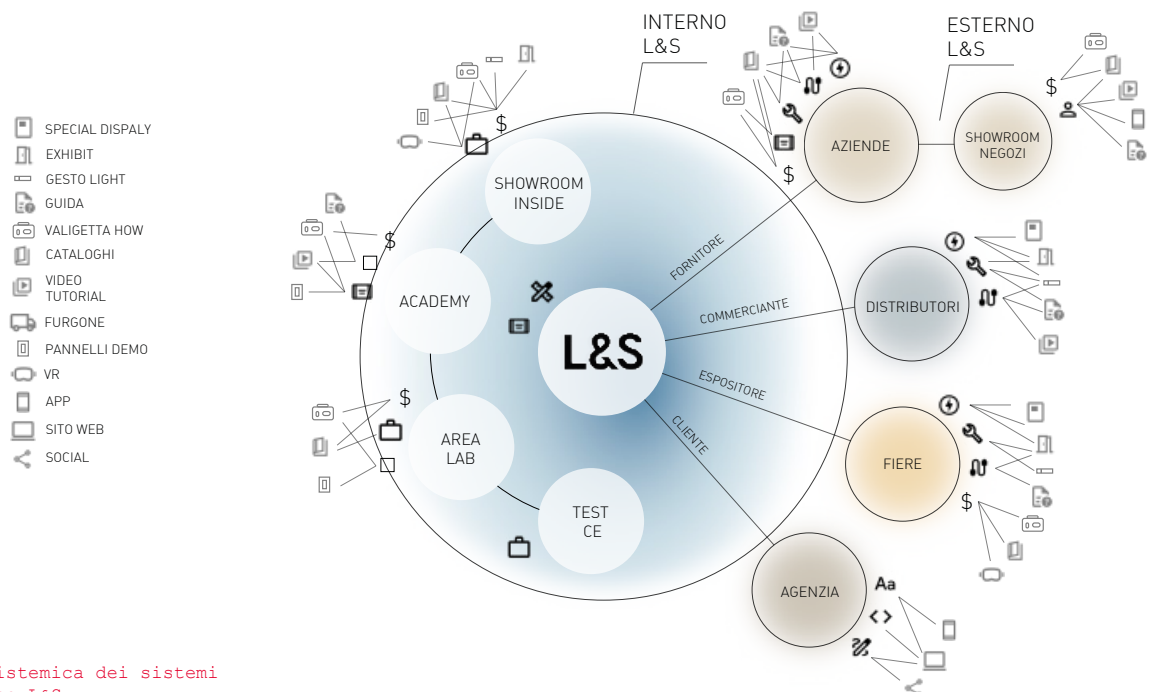 INTERNO
L&S
ESTERNO
L&S
SPECIAL DISPALY
EXHIBIT
GESTO LIGHT
GUIDA
VALIGETTA HOW
CATALOGHI
VIDEO
TUTORIAL
FURGONE
PANNELLI DEMO
VR
APP
SITO WEB
SOCIAL
$
SHOWROOM
INSIDE
$
ACADEMY
$
AREA
LAB
TEST
CE
L&S
FORNITORE
COMMERCIANTE
ESPOSITORE
CLIENTE
$
AZIENDE
SHOWROOM
NEGOZI
$
DISTRIBUTORI
FIERE
$
AGENZIA
Aa
istemica dei sistemi
L&S